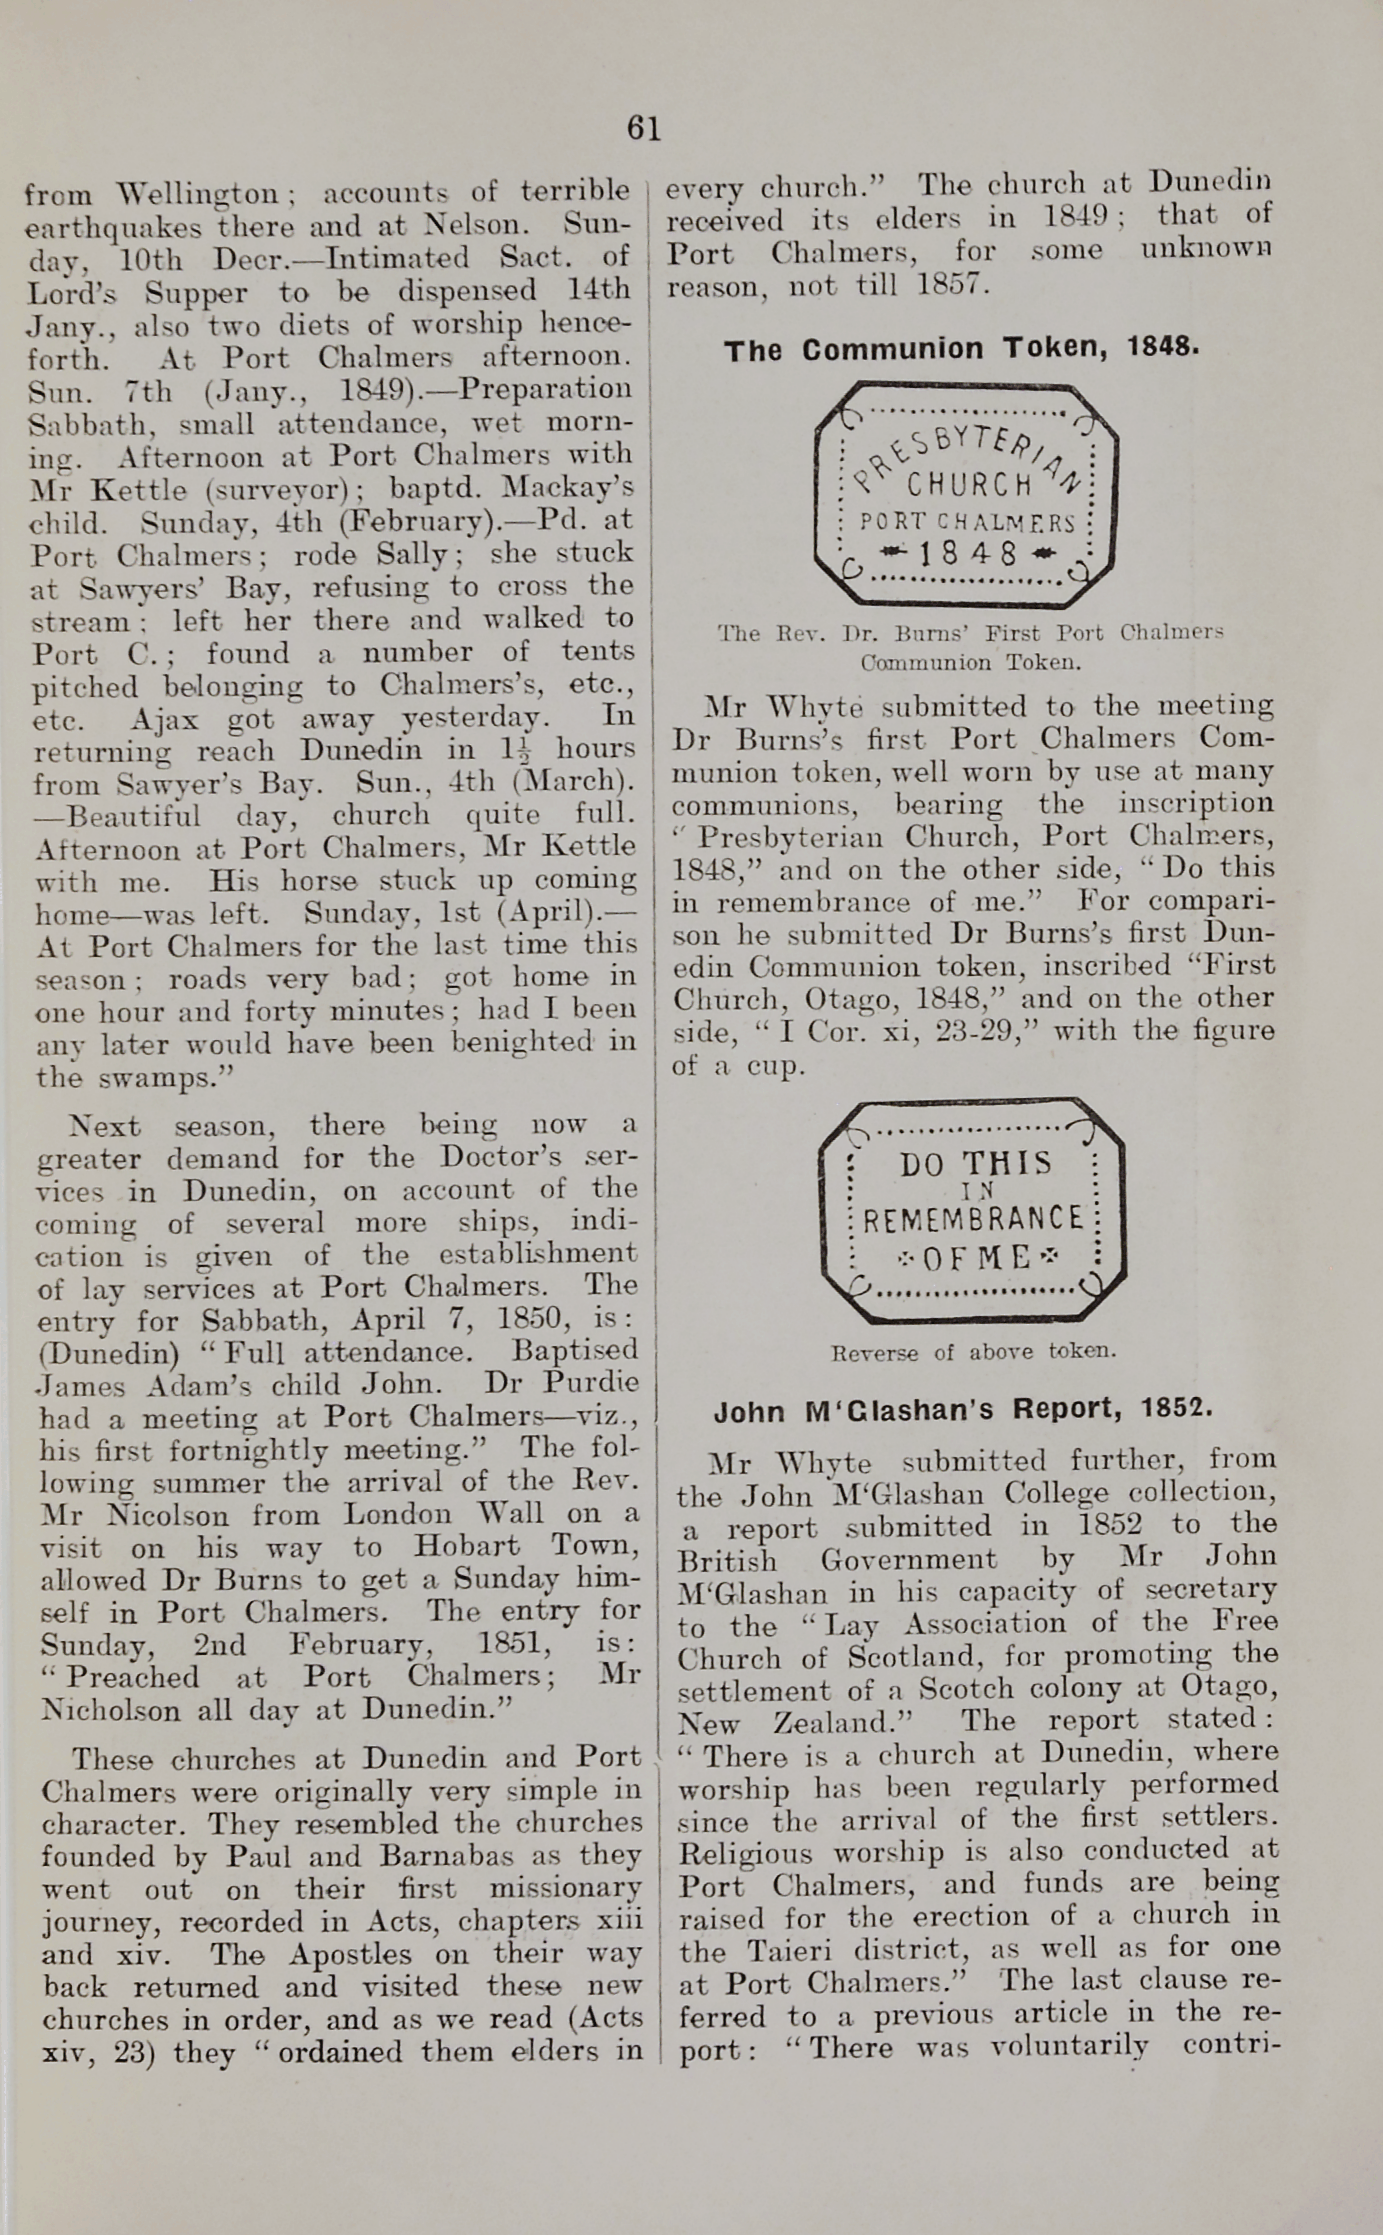 61
from Wellington; accounts of terrible
earthquakes there and at Nelson. Sun-
day, 10th Decr.—Intimated Sact. of
Lord's Supper to be dispensed 14th
Jany., also two diets of worship hence-
forth. At Port Chalmers afternoon.
Sun. 7th (Jany., 1849).—Preparation
Sabbath, small attendance, wet morn-
ing. Afternoon at Port Chalmers with
Mr Kettle (surveyor); baptd. Mackay's
child. Sunday, 4th (February).—Pd. at
Port Chalmers; rode Sally; she stuck
at Sawyers' Bay, refusing to cross the
stream; left her there and walked to
Port C.; found a number of tents
pitched belonging to Chalmers's, etc.,
etc. Ajax got away yesterday. In
returning reach Dunedin in 1½ hours
from Sawyer's Bay. Sun., 4th (March).
—Beautiful day, church quite full.
Afternoon at Port Chalmers, Mr Kettle
with me. His horse stuck up coming
home—was left. Sunday, 1st (April).—
At Port Chalmers for the last time this
season; roads very bad; got home in
one hour and forty minutes; had I been
any later would have been benighted in
the swamps."
Next season, there being now a
greater demand for the Doctor's ser-
vices in Dunedin, on account of the
coming of several more ships, indi-
cation is given of the establishment
of lay services at Port Chalmers. The
entry for Sabbath, April 7, 1850, is:
(Dunedin) "Full attendance. Baptised
James Adam's child John. Dr Purdie
had a meeting at Port Chalmers—viz.,
his first fortnightly meeting." The fol-
lowing summer the arrival of the Rev.
Mr Nicolson from London Wall on a
visit on his way to Hobart Town,
allowed Dr Burns to get a Sunday him-
self in Port Chalmers. The entry for
Sunday, 2nd February, 1851, is:
"Preached at Port Chalmers; Mr
Nicholson all day at Dunedin."
These churches at Dunedin and Port
Chalmers were originally very simple in
character. They resembled the churches
founded by Paul and Barnabas as they
went out on their first missionary
journey, recorded in Acts, chapters xiii
and xiv. The Apostles on their way
back returned and visited these new
churches in order, and as we read (Acts
xiv, 23) they "ordained them elders in
every church." The church at Dunedin
received its elders in 1849; that of
Port Chalmers, for some unknown
reason, not till 1857.
The Communion Token, 1848.
PRESBYTERIAN
CHURCH
PORT CHALMERS
1848
The Rev. Dr. Burns' First Port Chalmers
Communion Token.
Mr Whyte submitted to the meeting
Dr Burns's first Port Chalmers Com-
munion token, well worn by use at many
communions, bearing the inscription
"Presbyterian Church, Port Chalmers,
1848," and on the other side, "Do this
in remembrance of me." For compari-
son he submitted Dr Burns's first Dun-
edin Communion token, inscribed "First
Church, Otago, 1848," and on the other
side, "I Cor. xi, 23-29," with the figure
of a cup.
DO THIS
IN
REMEMBRANCE
OF ME
Reverse of above token.
John M'Glashan's Report, 1852.
Mr Whyte submitted further, from
the John M'Glashan College collection,
a report submitted in 1852 to the
British Government by Mr John
M'Glashan in his capacity of secretary
to the "Lay Association of the Free
Church of Scotland, for promoting the
settlement of a Scotch colony at Otago,
New Zealand." The report stated:
"There is a church at Dunedin, where
worship has been regularly performed
since the arrival of the first settlers.
Religious worship is also conducted at
Port Chalmers, and funds are being
raised for the erection of a church in
the Taieri district, as well as for one
at Port Chalmers." The last clause re-
ferred to a previous article in the re-
port: "There was voluntarily contri-